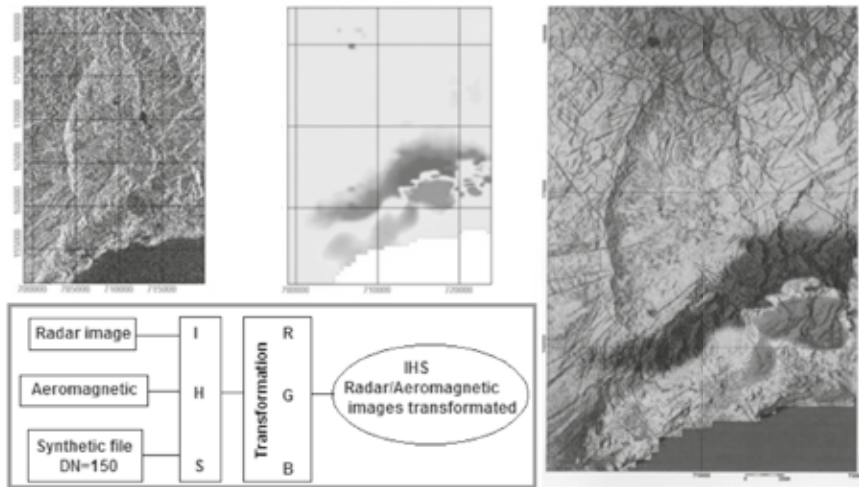 700000 705000 710000 715000
700000 710000 720000
Radar image
I
R
Aeromagnetic
H
Transformation
G
IHS
Radar/Aeromagnetic
images transformated
Synthetic file
DN=150
S
B